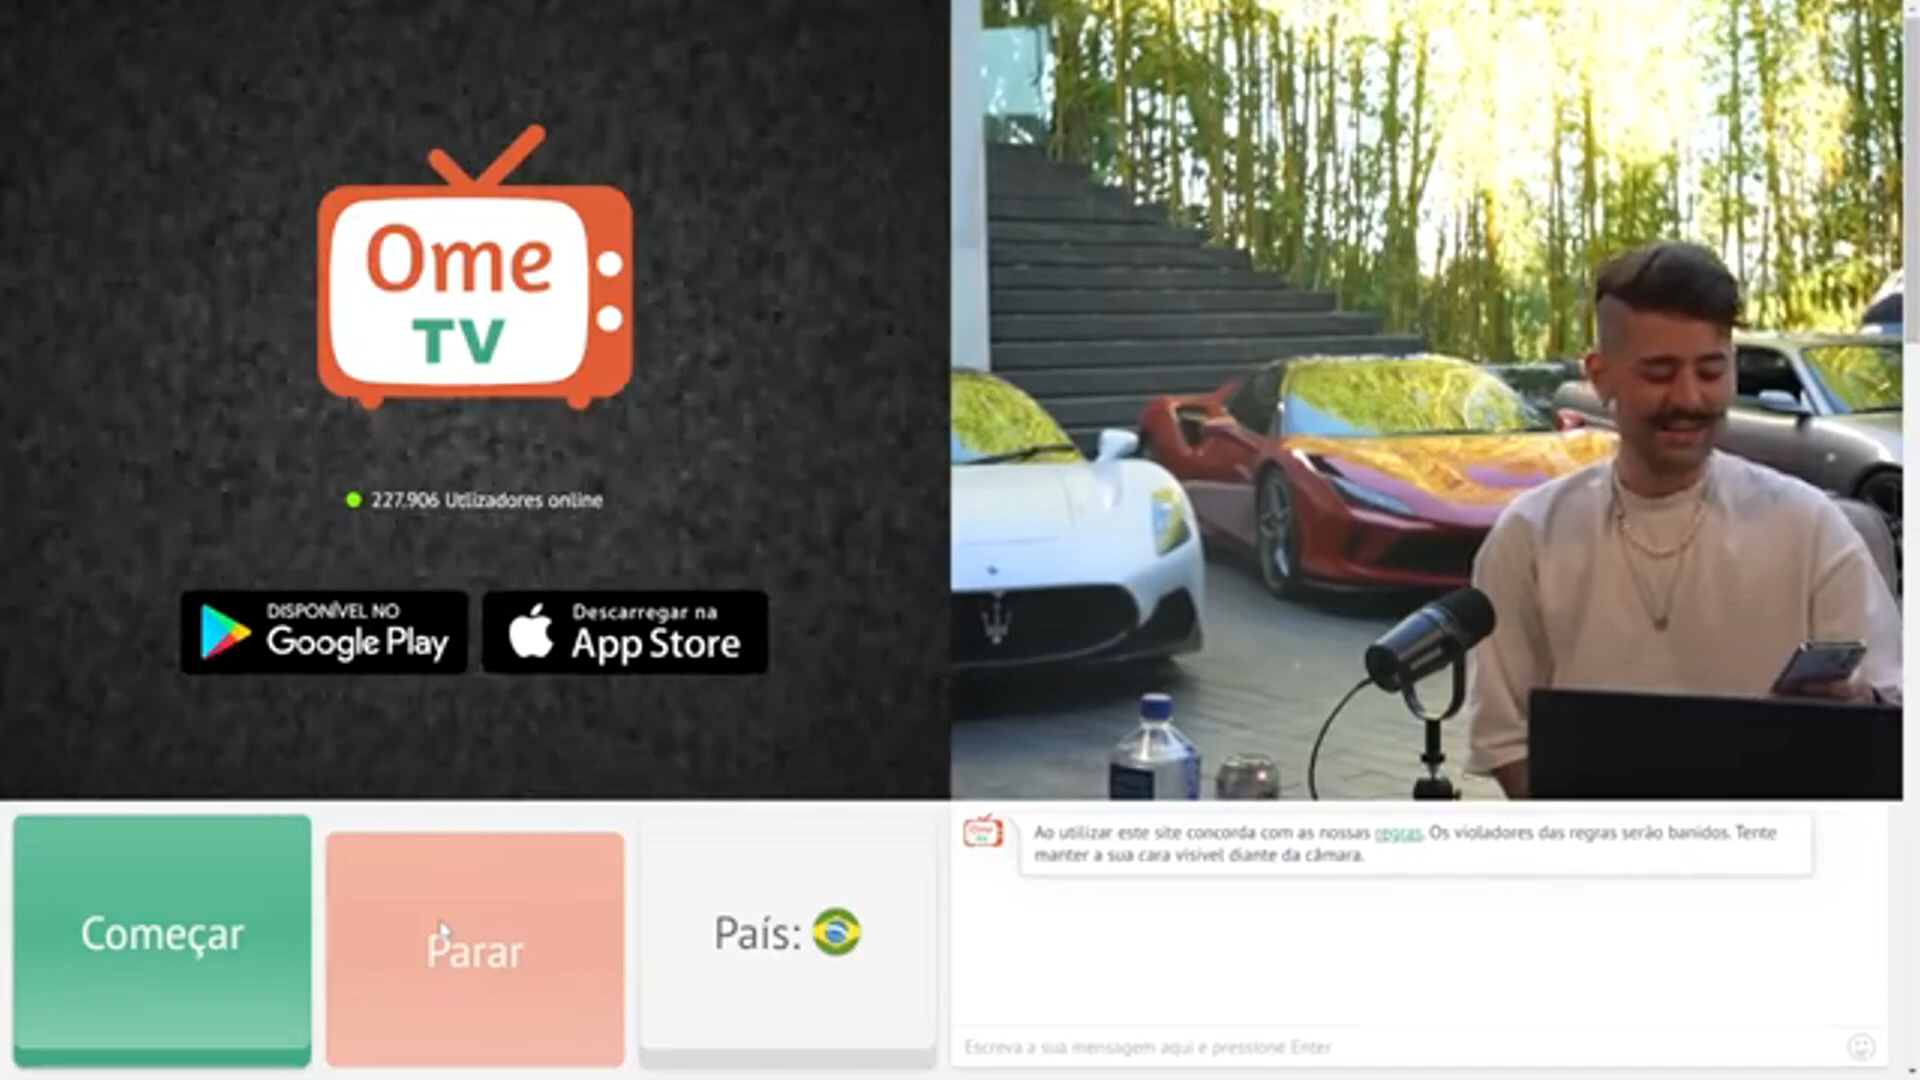 Ome
TV
227.906 Utlizadores online
DISPONÍVEL NO
Google Play
Descarregar na
App Store
Começar
Parar
País:
Ao utilizar este site concorda com as nossas regras. Os violadores das regras serão banidos. Tente
manter a sua cara visível diante da câmara.
Escreva a sua mensagem aqui e pressione Enter